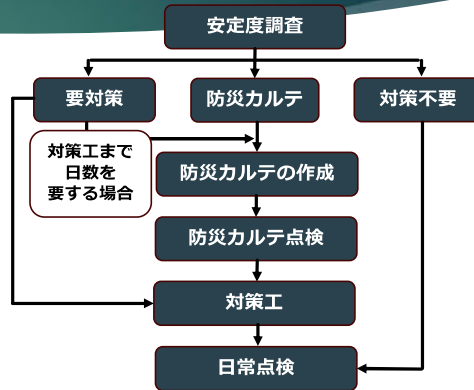 安定度調査
要対策
防災カルテ
対策不要
対策工まで
日数を
要する場合
防災カルテの作成
防災カルテ点検
対策工
日常点検